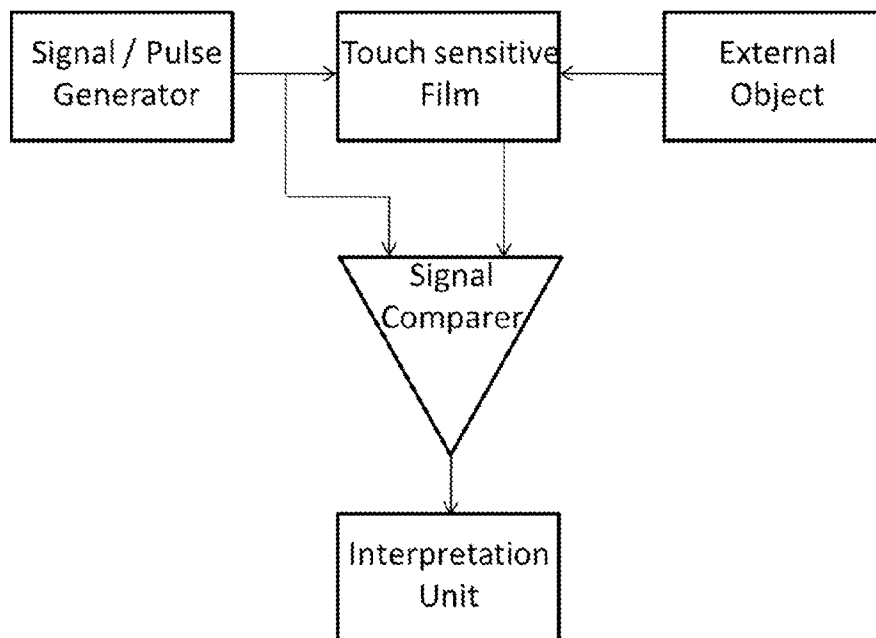 Signal / Pulse
Generator
Touch sensitive
Film
External
Object
Signal
Comparer
Interpretation
Unit